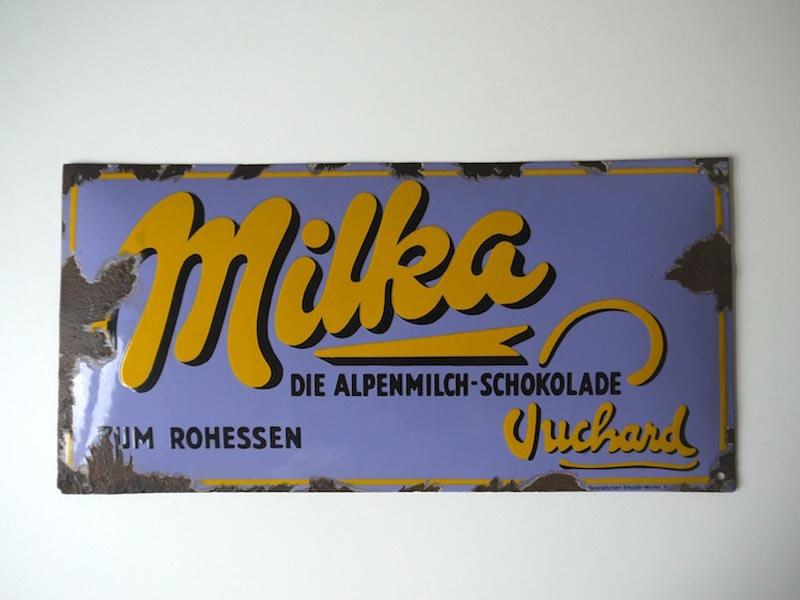 Milka
DIE ALPENMILCH-SCHOKOLADE
ZUM ROHESSEN
Suchard